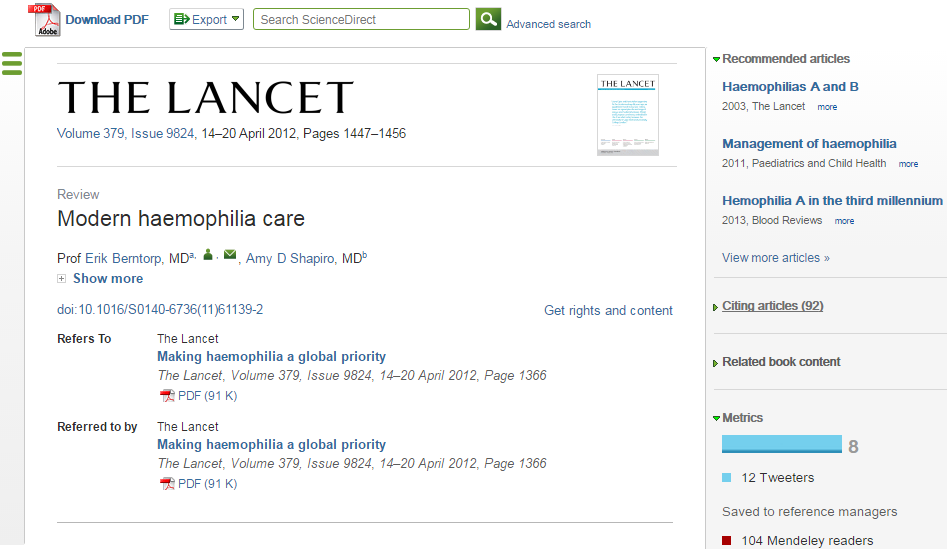 Download PDF
Export
Search ScienceDirect
Advanced search
THE LANCET
Volume 379, Issue 9824, 14–20 April 2012, Pages 1447–1456
THE LANCET
Review
Modern haemophilia care
Prof Erik Berntorp, MDa, , , Amy D Shapiro, MDb
Show more
doi:10.1016/S0140-6736(11)61139-2
Get rights and content
Refers To
The Lancet
Making haemophilia a global priority
The Lancet, Volume 379, Issue 9824, 14–20 April 2012, Page 1366
PDF (91 K)
Referred to by
The Lancet
Making haemophilia a global priority
The Lancet, Volume 379, Issue 9824, 14–20 April 2012, Page 1366
PDF (91 K)
Recommended articles
Haemophilias A and B
2003, The Lancet more
Management of haemophilia
2011, Paediatrics and Child Health more
Hemophilia A in the third millennium
2013, Blood Reviews more
View more articles »
Citing articles (92)
Related book content
Metrics
8
12 Tweeters
Saved to reference managers
104 Mendeley readers
PDF
Adobe